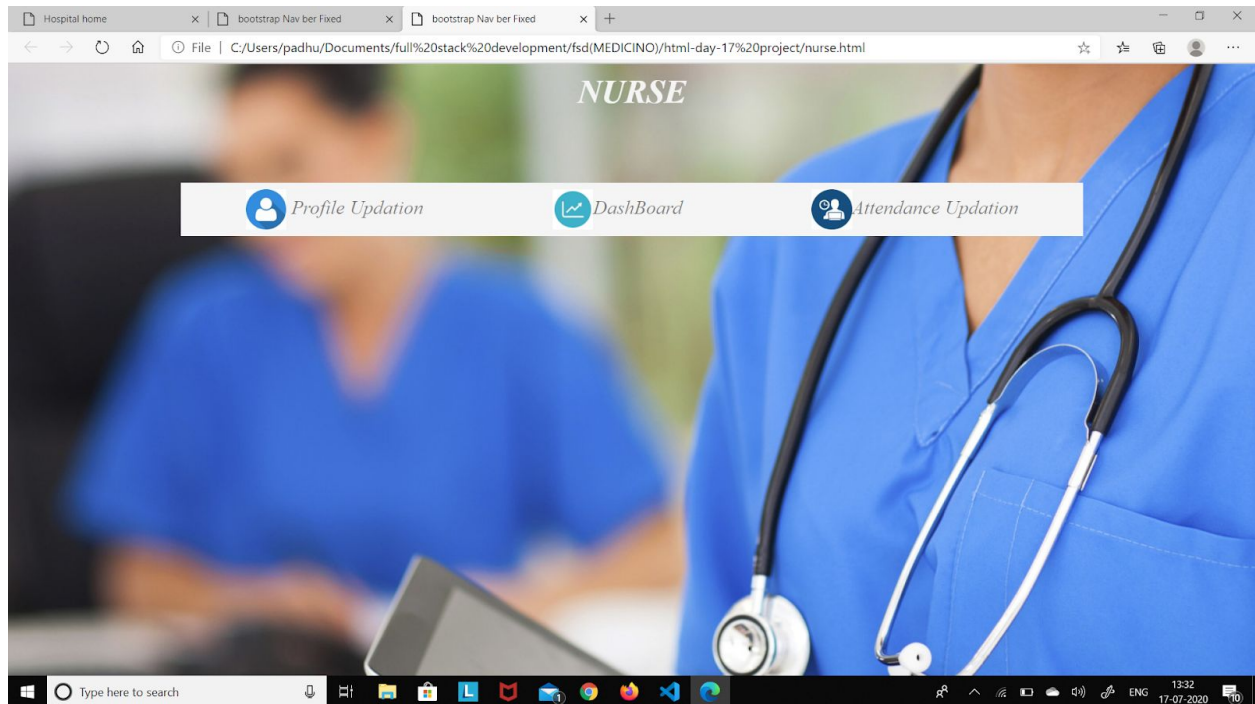 Hospital home
bootstrap Nav ber Fixed
bootstrap Nav ber Fixed
File | C:/Users/padhu/Documents/full%20stack%20development/fsd(MEDICINO)/html-day-17%20project/nurse.html
NURSE
Profile Updation
DashBoard
Attendance Updation
Type here to search
L
1
ENG
13:32
17-07-2020
10